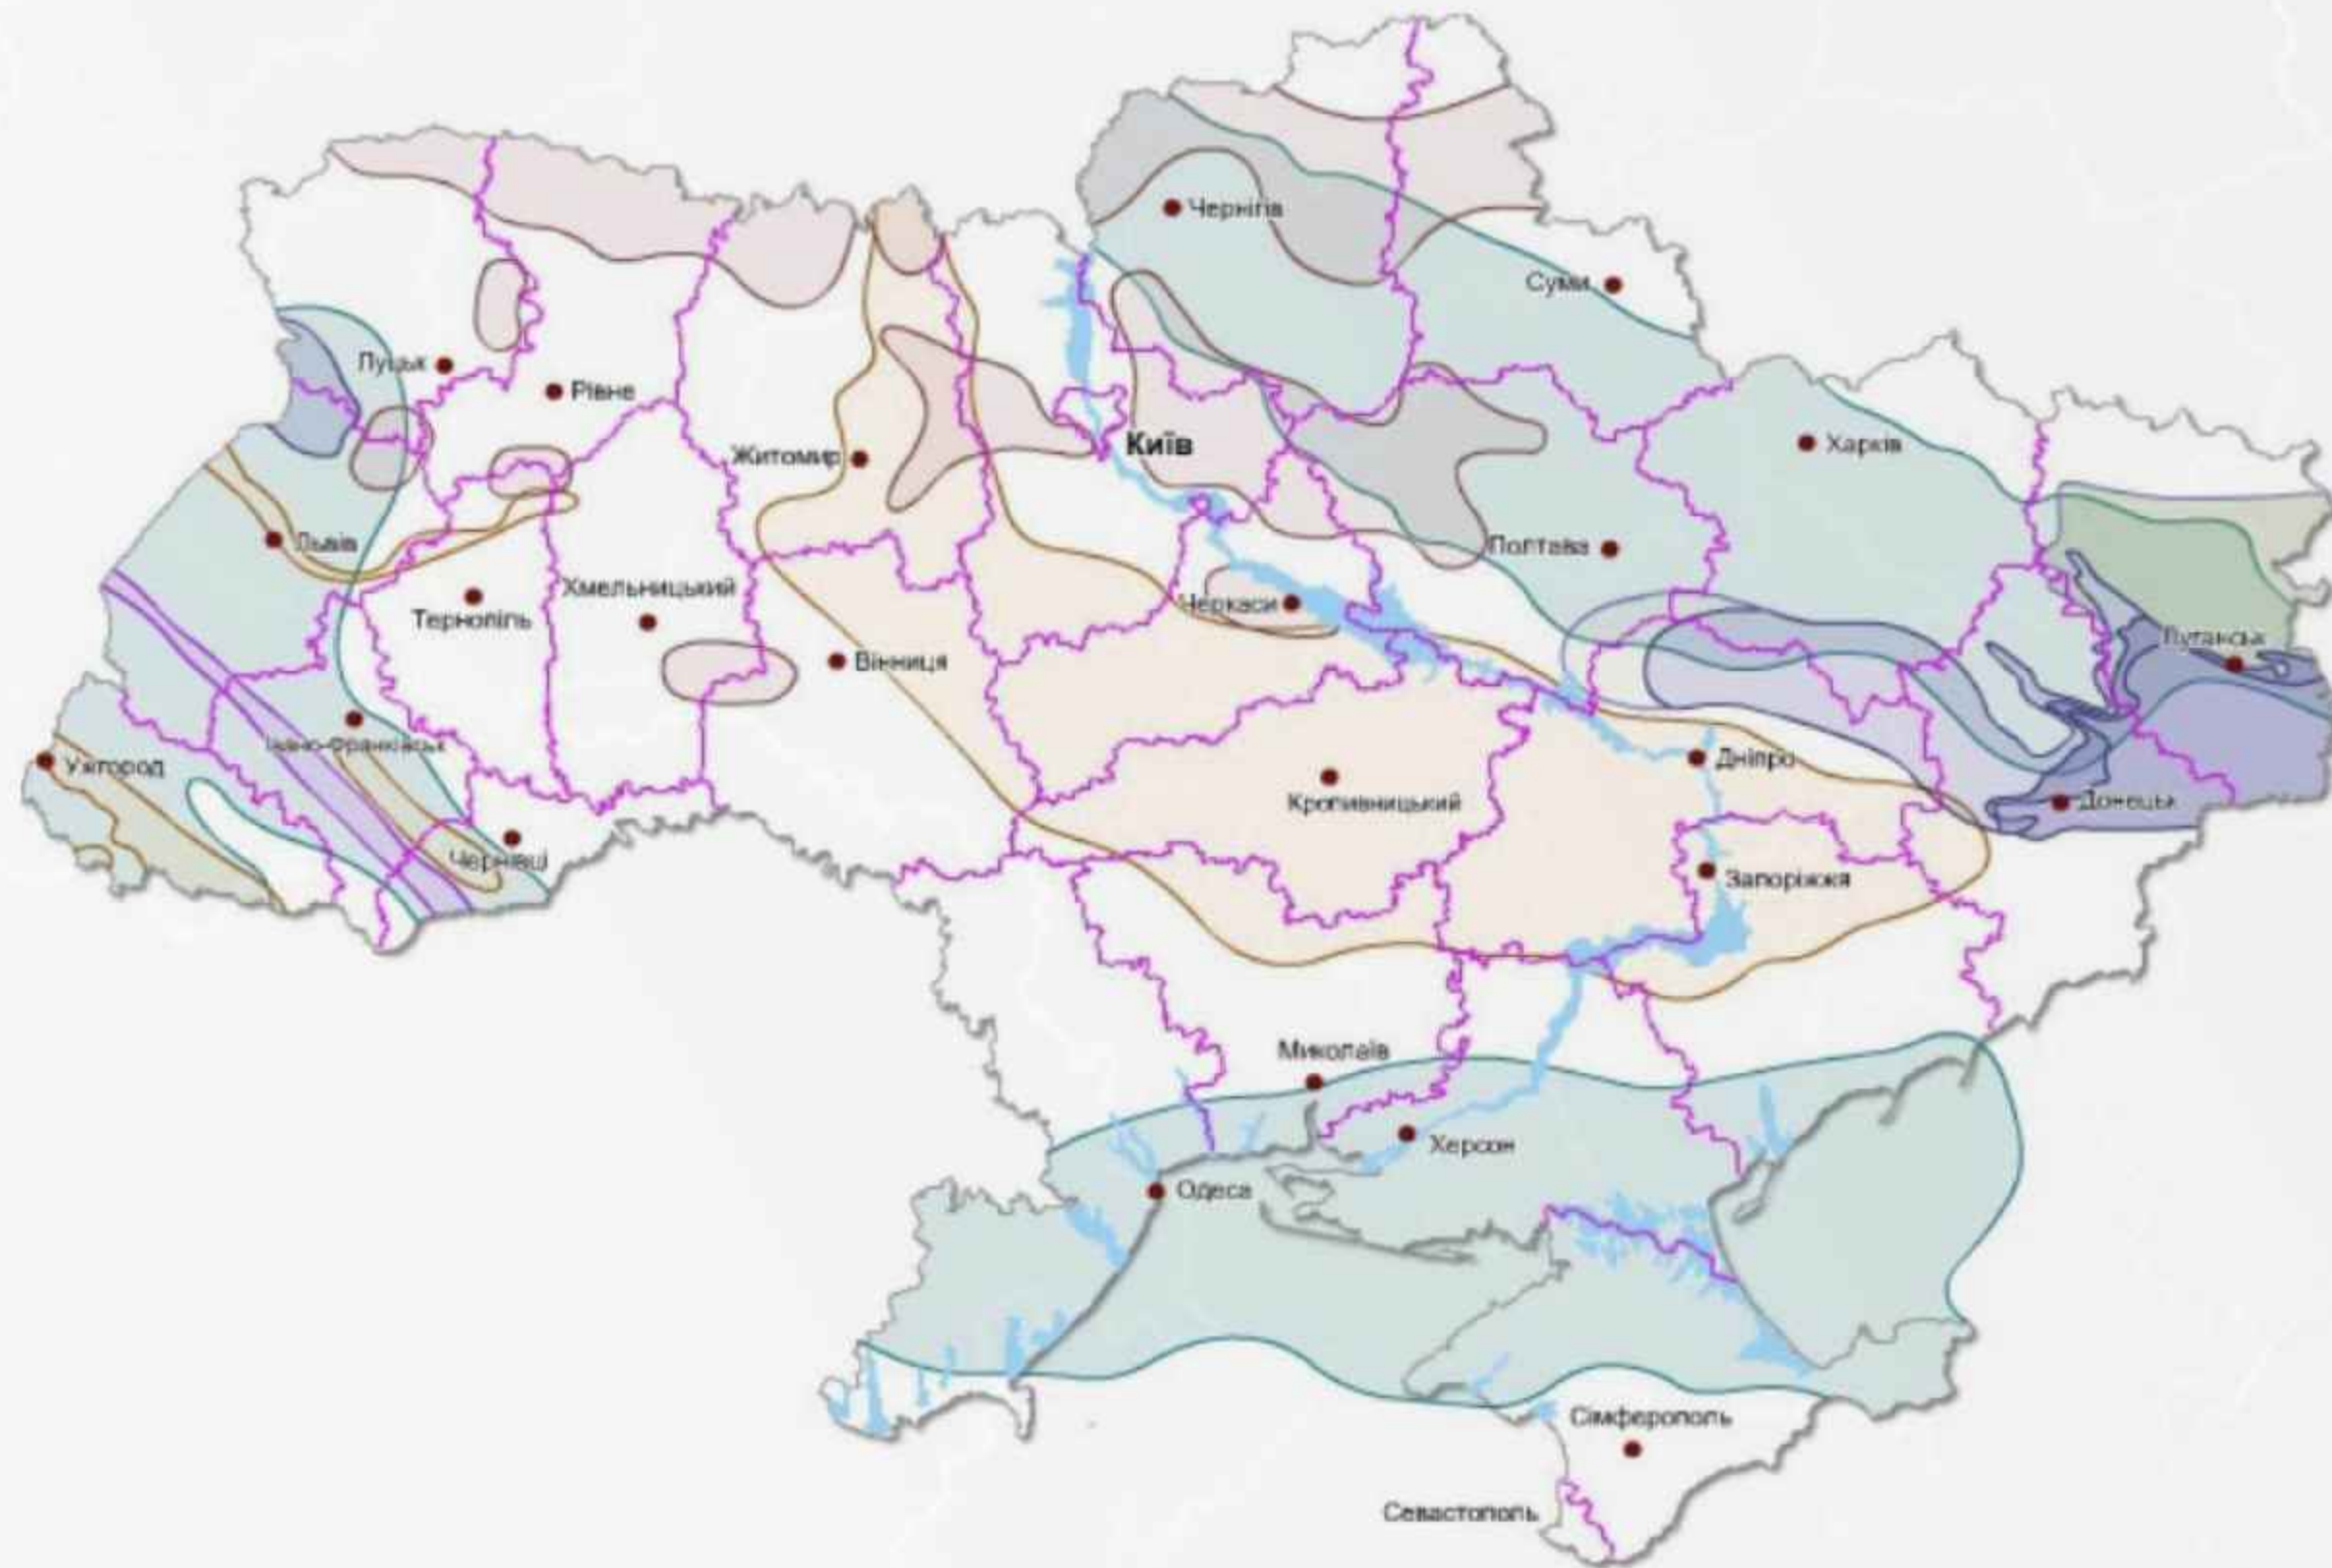 Чернігів
Суми
Луцьк
Рівне
Київ
Житомир
Харків
Львів
Полтава
Хмельницький
Черкаси
Тернопіль
Луганськ
Вінниця
Івано-Франківськ
Ужгород
Дніпро
Кропивницький
Донецьк
Чернівці
Запоріжжя
Миколаїв
Херсон
Одеса
Сімферополь
Севастополь